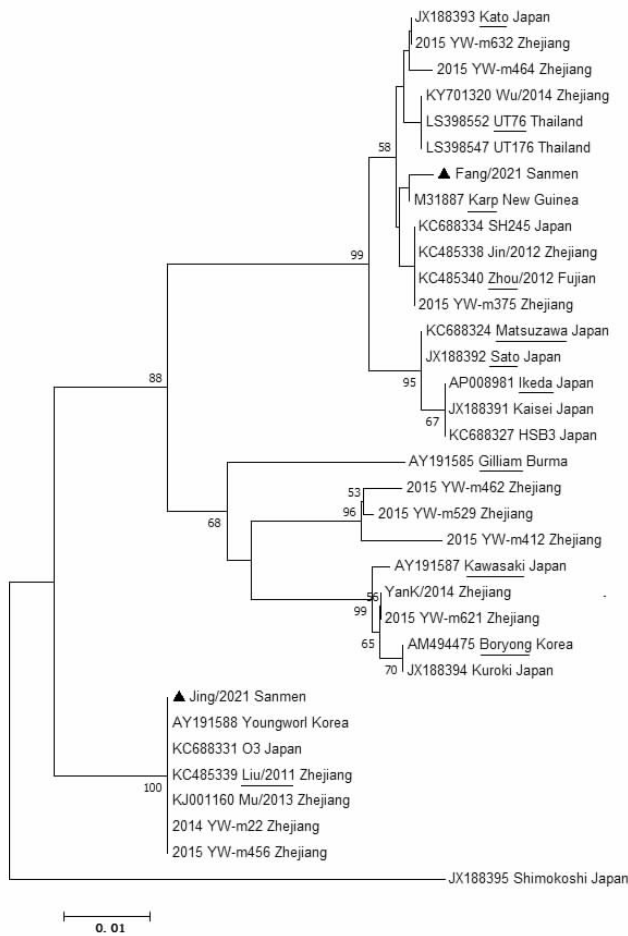 JX188393 Kato Japan
2015 YW-m632 Zhejiang
2015 YW-m464 Zhejiang
KY701320 Wu/2014 Zhejiang
LS398552 UT76 Thailand
LS398547 UT176 Thailand
58
▲ Fang/2021 Sanmen
M31887 Karp New Guinea
KC688334 SH245 Japan
99
KC485338 Jin/2012 Zhejiang
KC485340 Zhou/2012 Fujian
2015 YW-m375 Zhejiang
KC688324 Matsuzawa Japan
JX188392 Sato Japan
88
95
AP008981 Ikeda Japan
JX188391 Kaisei Japan
67
KC688327 HSB3 Japan
AY191585 Gilliam Burma
53
2015 YW-m462 Zhejiang
96
2015 YW-m529 Zhejiang
68
2015 YW-m412 Zhejiang
AY191587 Kawasaki Japan
56
YanK/2014 Zhejiang
99
2015 YW-m621 Zhejiang
65
AM494475 Boryong Korea
70
JX188394 Kuroki Japan
▲ Jing/2021 Sanmen
AY191588 Youngworl Korea
KC688331 O3 Japan
KC485339 Liu/2011 Zhejiang
100
KJ001160 Mu/2013 Zhejiang
2014 YW-m22 Zhejiang
2015 YW-m456 Zhejiang
JX188395 Shimokoshi Japan
0.01